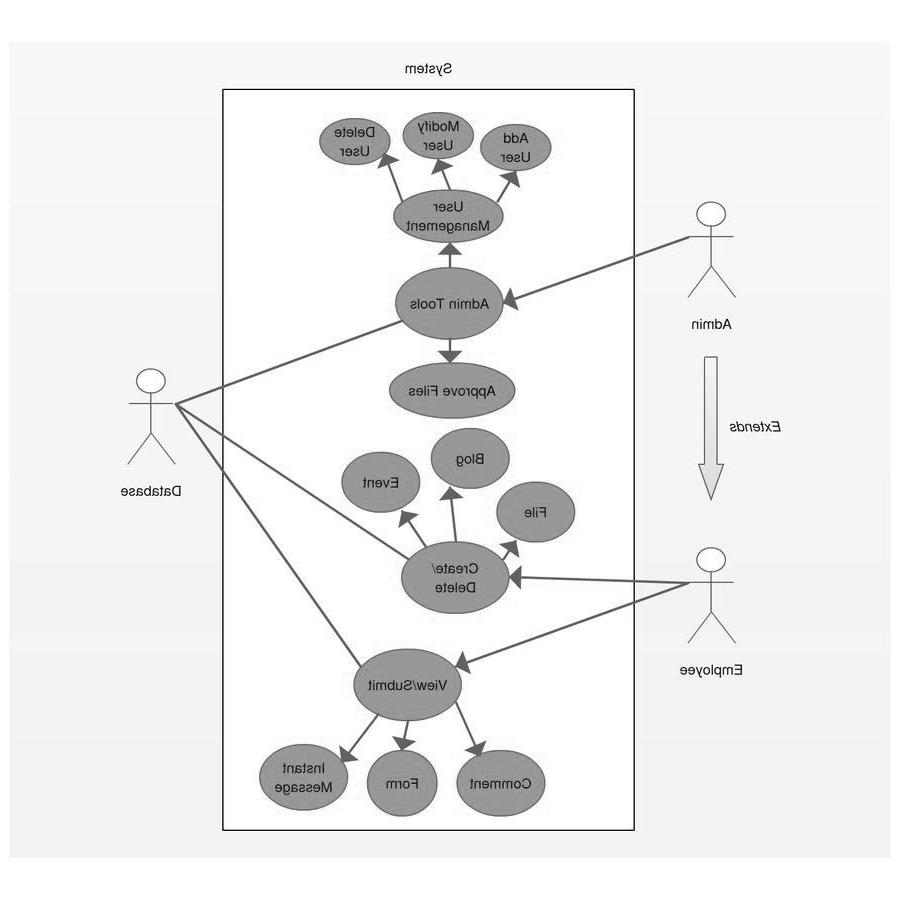 System
Add
User
Modify
User
Delete
User
User
Management
Admin Tools
Admin
Approve Files
Extends
Database
Blog
Event
File
Create/
Delete
Employee
View/Submit
Comment
Form
Instant
Message